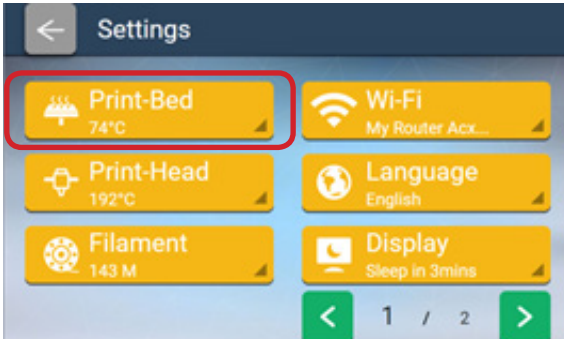 Settings
Print-Bed
74°C
Wi-Fi
My Router Acx...
Print-Head
192°C
Language
English
Filament
143 M
Display
Sleep in 3mins
1 / 2